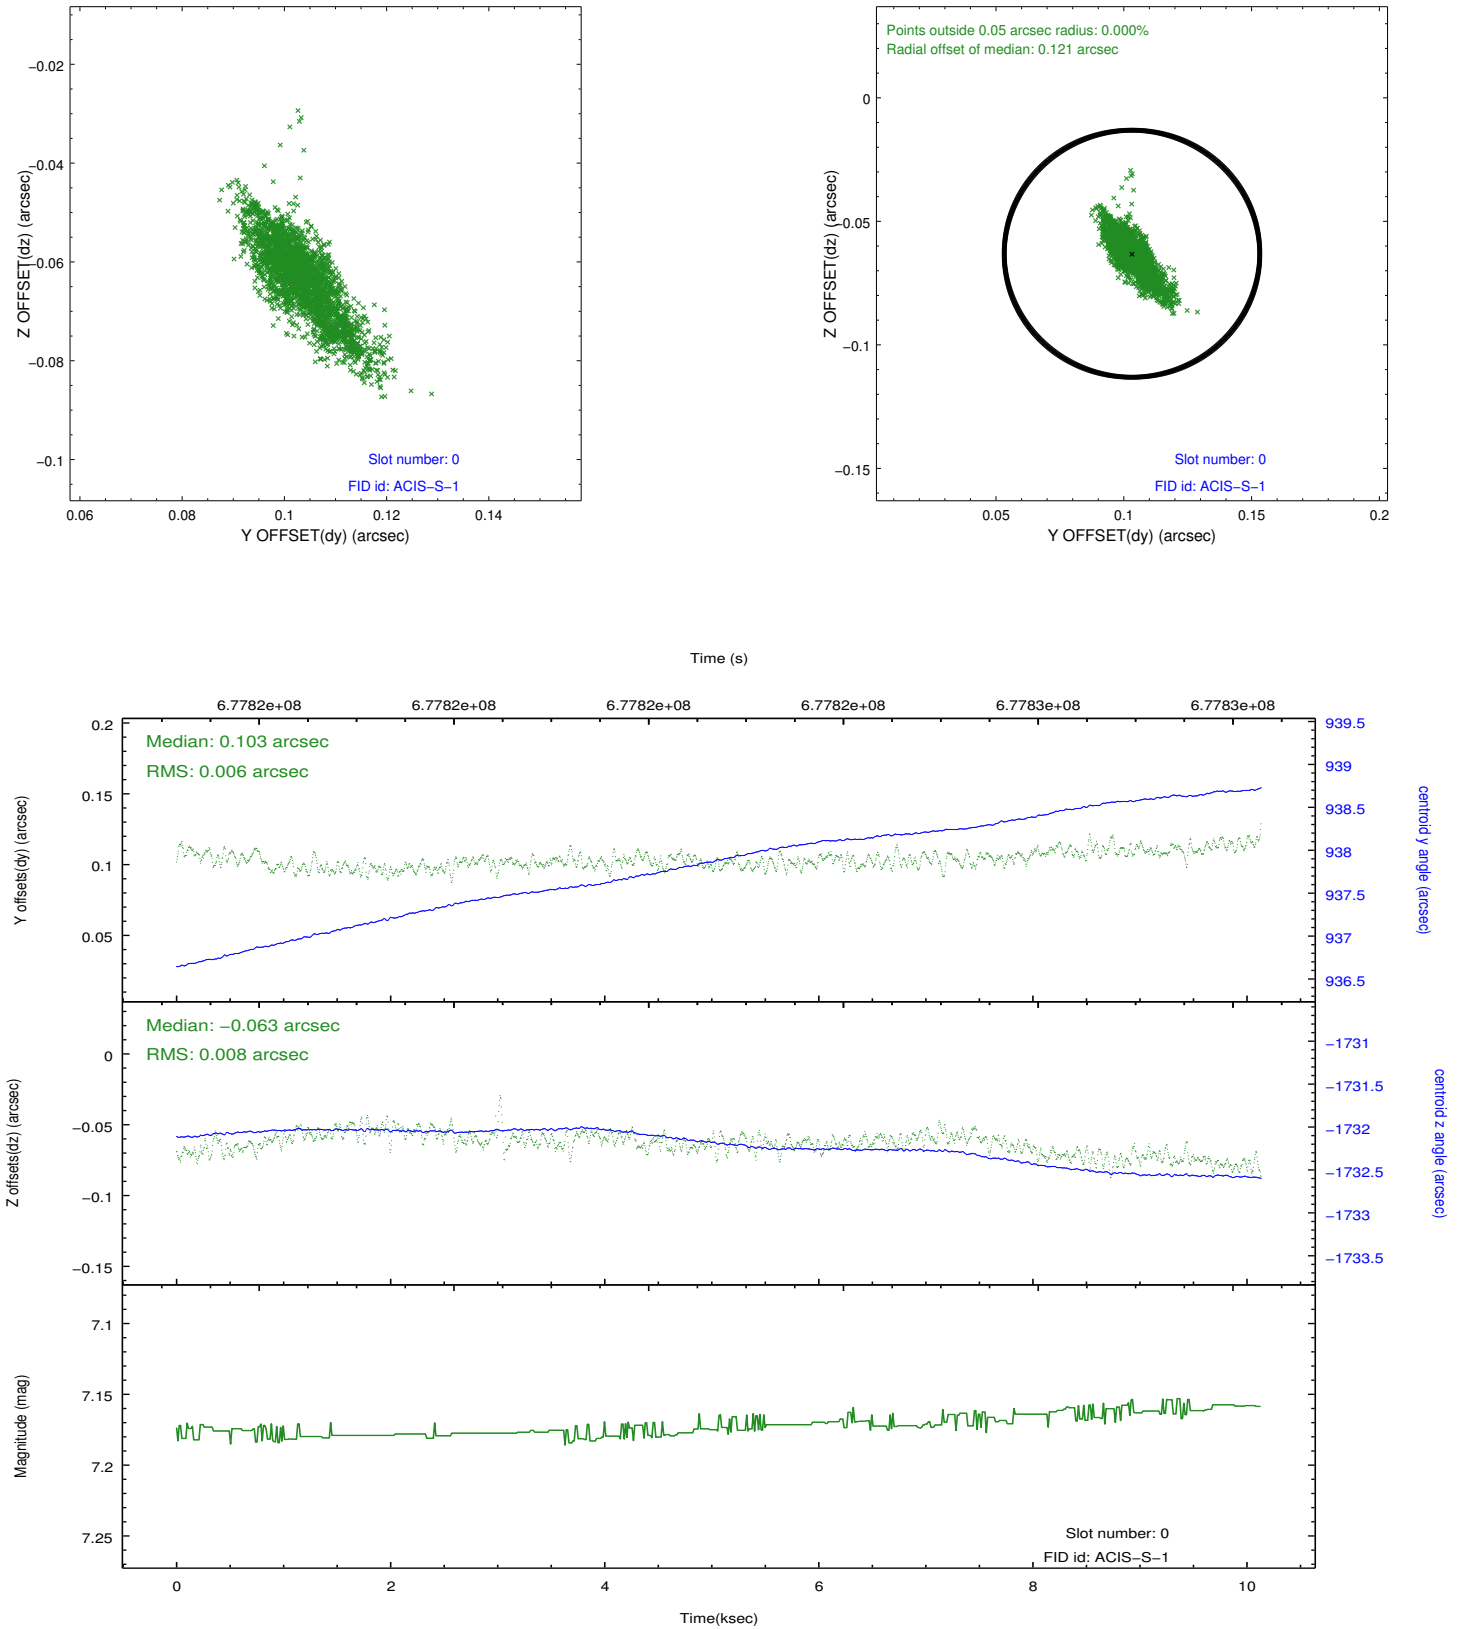 −0.02
−0.04
−0.06
−0.08
−0.1
Z OFFSET(dz) (arcsec)
Slot number: 0
FID id: ACIS−S−1
0.06 0.08 0.1 0.12 0.14
Y OFFSET(dy) (arcsec)
Points outside 0.05 arcsec radius: 0.000%
Radial offset of median: 0.121 arcsec
0
−0.05
−0.1
−0.15
Z OFFSET(dz) (arcsec)
Slot number: 0
FID id: ACIS−S−1
0.05 0.1 0.15 0.2
Y OFFSET(dy) (arcsec)
Time (s)
6.7782e+08 6.7782e+08 6.7782e+08 6.7782e+08 6.7783e+08 6.7783e+08
Median: 0.103 arcsec
RMS: 0.006 arcsec
0.2
0.15
0.1
0.05
Y offsets(dy) (arcsec)
939.5
939
938.5
938
937.5
937
936.5
centroid y angle (arcsec)
Median: −0.063 arcsec
RMS: 0.008 arcsec
0
−0.05
−0.1
−0.15
Z offsets(dz) (arcsec)
−1731
−1731.5
−1732
−1732.5
−1733
−1733.5
centroid z angle (arcsec)
7.1
7.15
7.2
7.25
Magnitude (mag)
Slot number: 0
FID id: ACIS−S−1
0 2 4 6 8 10
Time(ksec)